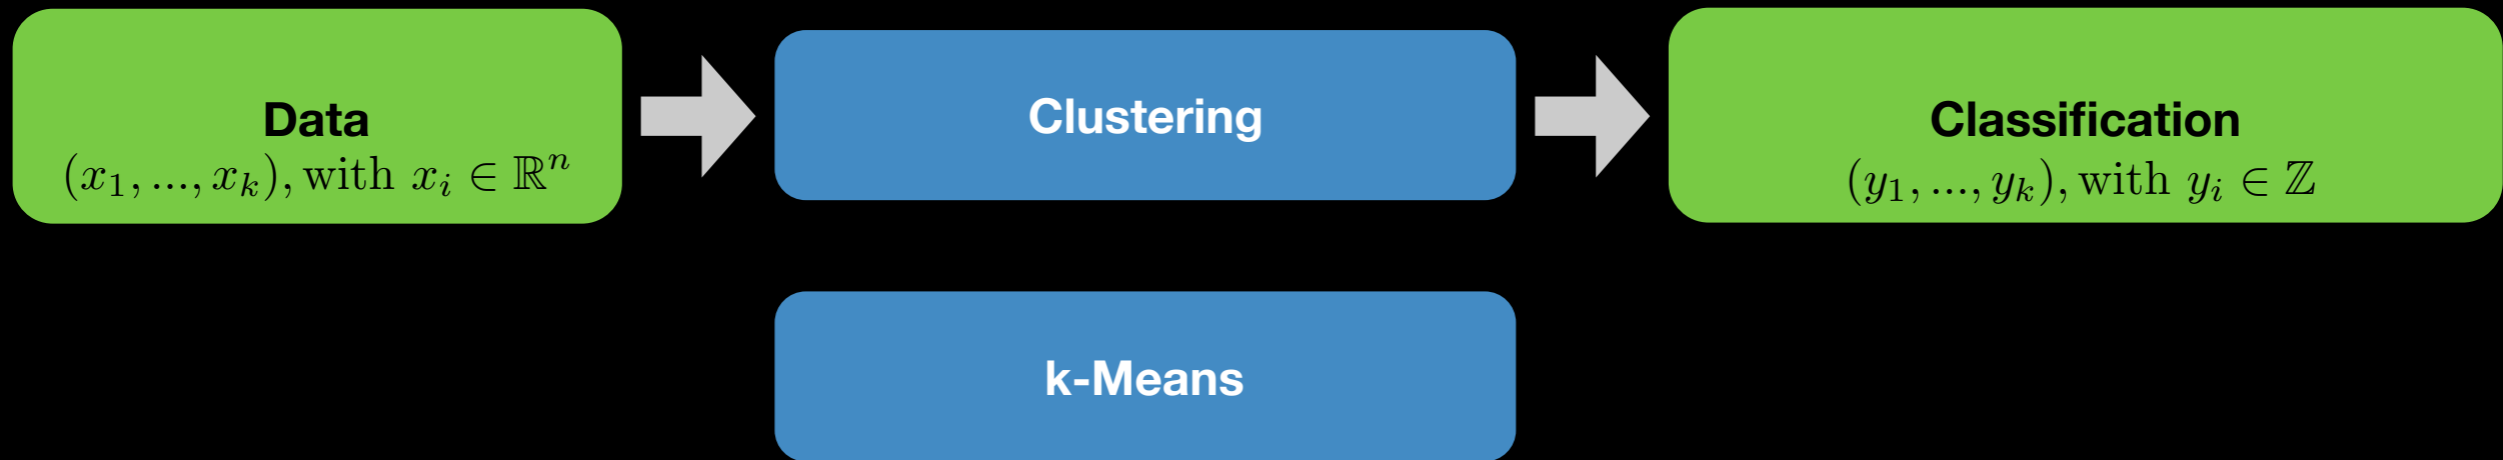 Data
(x₁, ..., xₖ), with xᵢ ∈ ℝⁿ
Clustering
Classification
(y₁, ..., yₖ), with yᵢ ∈ ℤ
k-Means